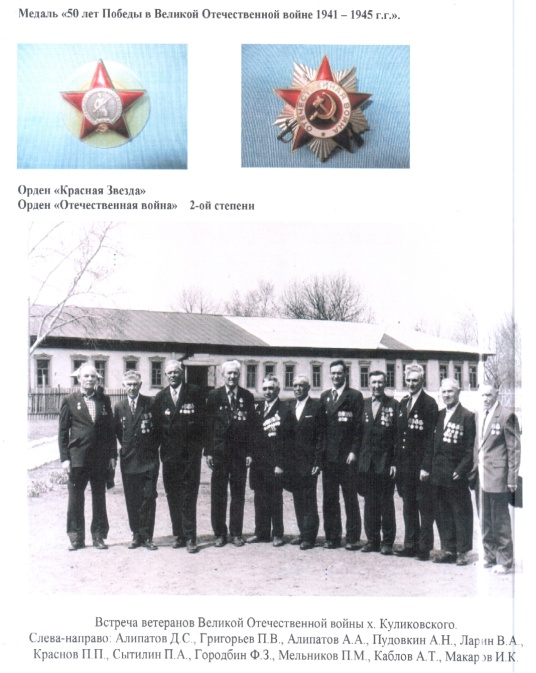 Медаль «50 лет Победы в Великой Отечественной войне 1941 – 1945 г.г.».
ОТЕЧЕСТВЕННАЯ ВОЙНА
Орден «Красная Звезда»
Орден «Отечественная война» 2-ой степени
Встреча ветеранов Великой Отечественной войны х. Куликовского.
Слева-направо: Алипатов Д.С., Григорьев П.В., Алипатов А.А., Пудовкин А.Н., Ларин В.А.,
Краснов П.П., Сытилин П.А., Городбин Ф.З., Мельников П.М., Каблов А.Т., Макаров И.К.